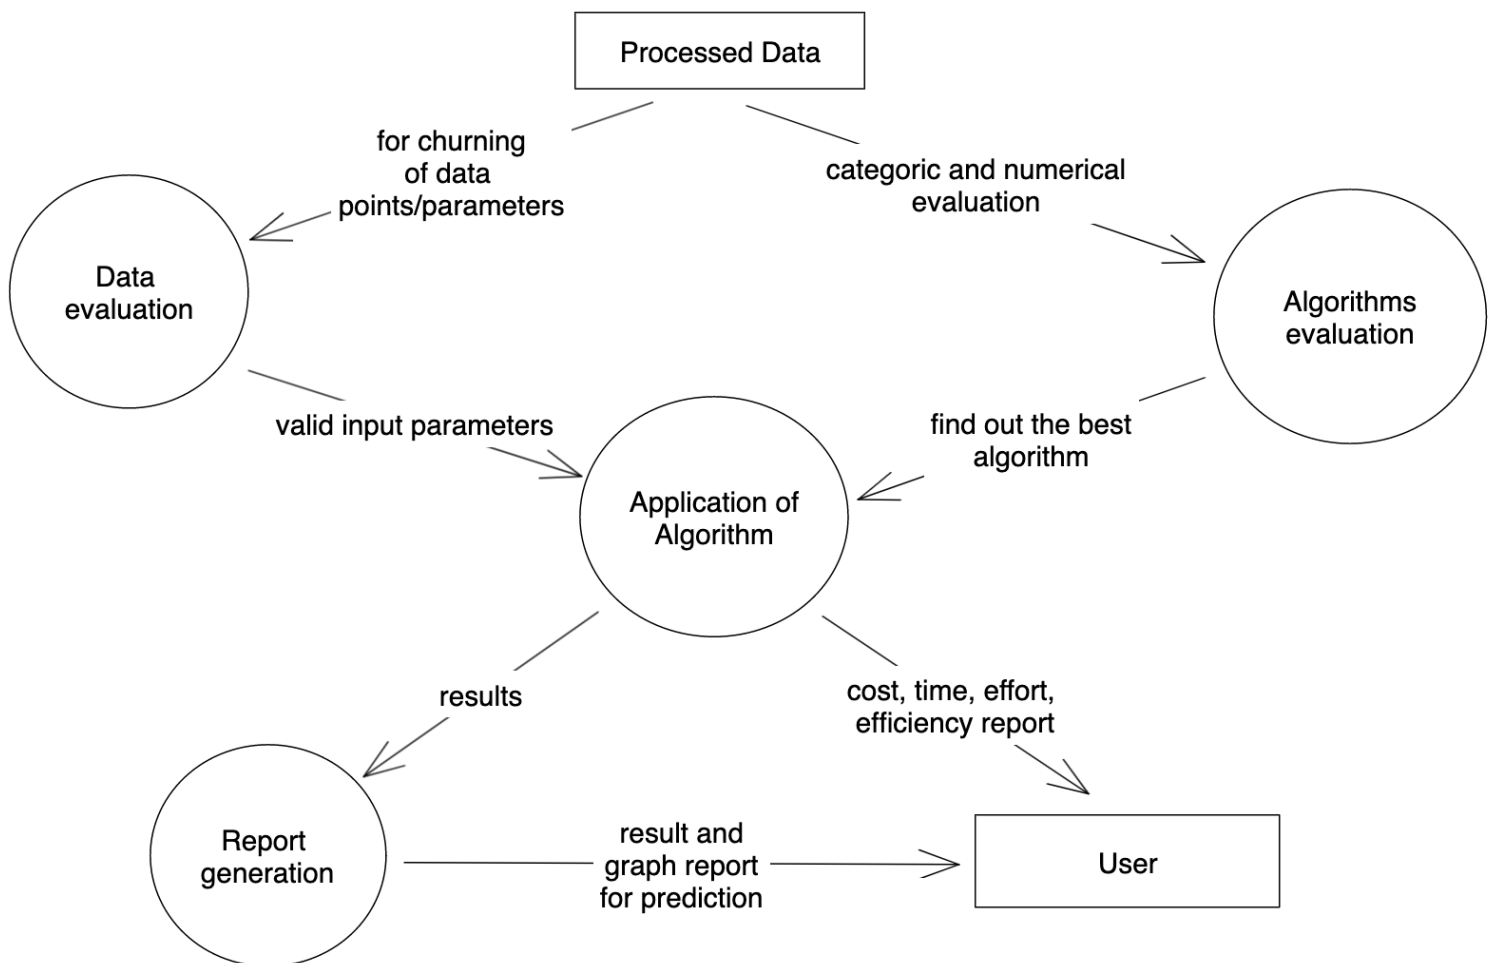 Processed Data
for churning
of data
points/parameters
categoric and numerical
evaluation
Data
evaluation
Algorithms
evaluation
valid input parameters
find out the best
algorithm
Application of
Algorithm
results
cost, time, effort,
efficiency report
Report
generation
result and
graph report
for prediction
User